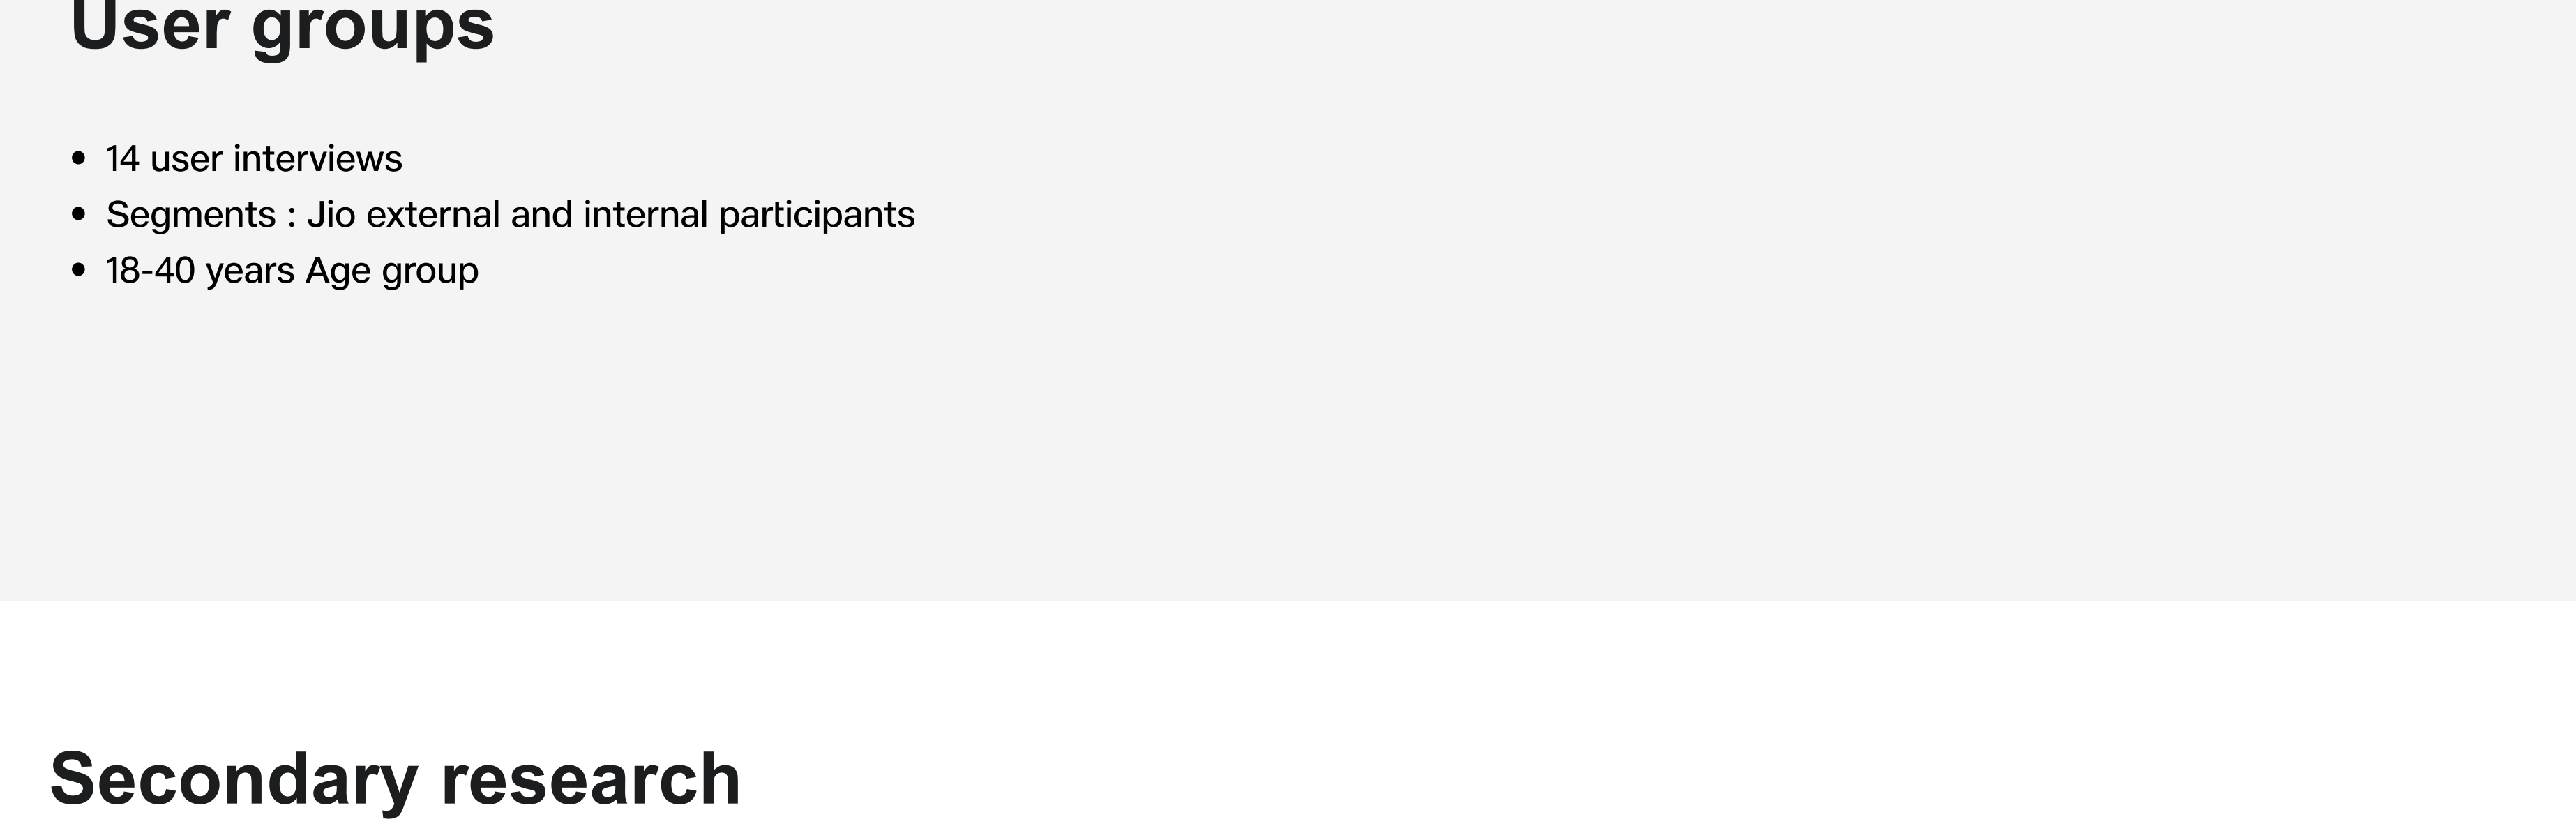 User groups
• 14 user interviews
• Segments : Jio external and internal participants
• 18-40 years Age group
Secondary research